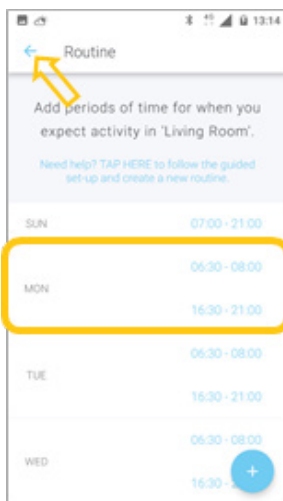 13:14
Routine
Add periods of time for when you
expect activity in 'Living Room'.
Need help? TAP HERE to follow the guided
set-up and create a new routine.
SUN 07:00 - 21:00
06:30 - 08:00
MON
16:30 - 21:00
06:30 - 08:00
TUE
16:30 - 21:00
06:30 - 08:00
WED
16:30 -
+